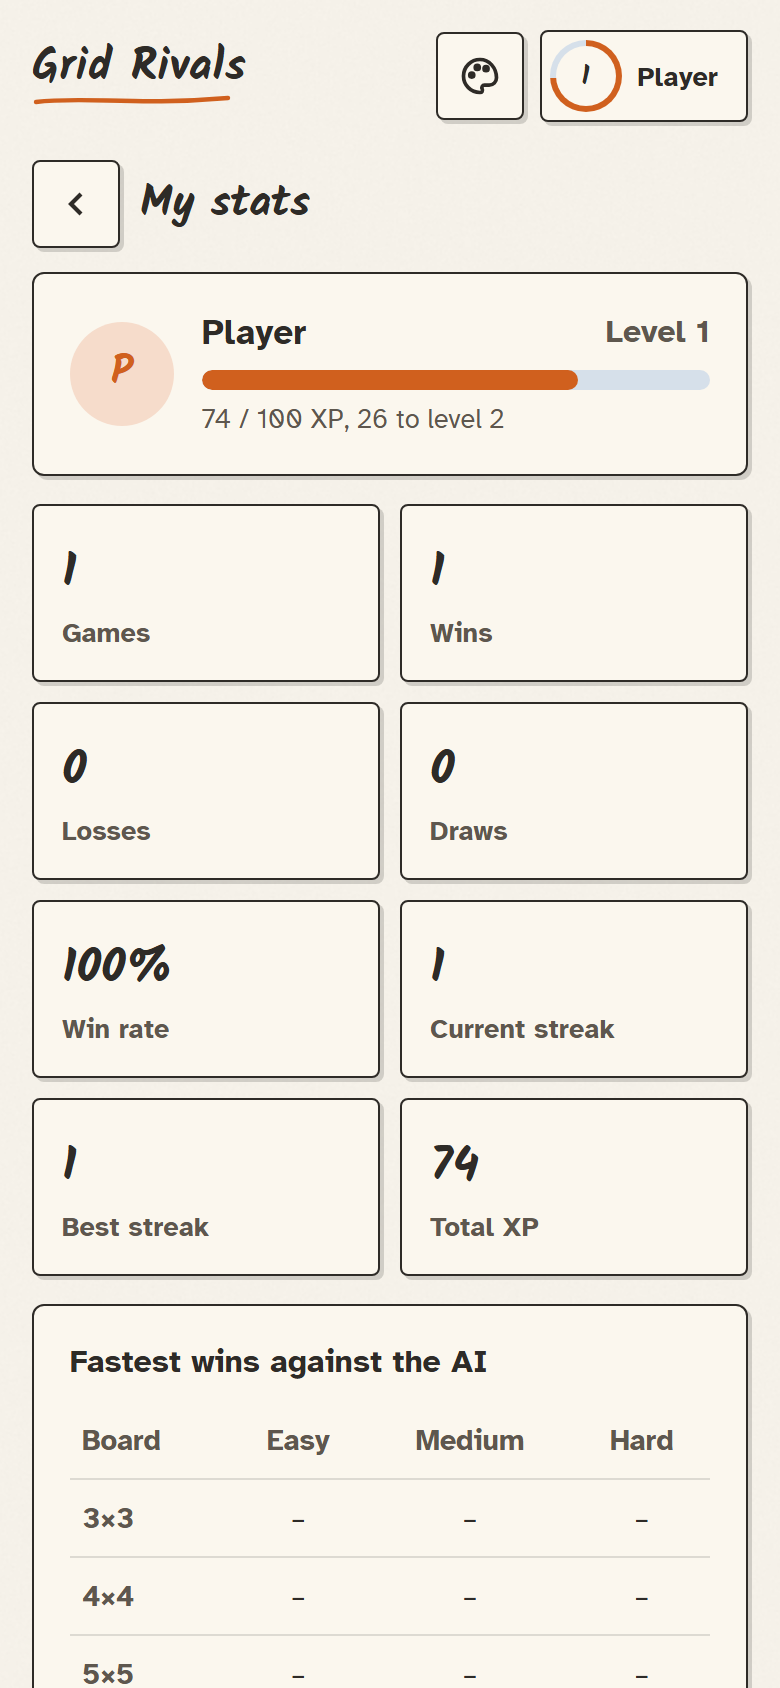 Grid Rivals
1
Player
My stats
P
Player
Level 1
74 / 100 XP, 26 to level 2
1
Games
1
Wins
0
Losses
0
Draws
100%
Win rate
1
Current streak
1
Best streak
74
Total XP
Fastest wins against the AI
Board Easy Medium Hard
3×3 – – –
4×4 – – –
5×5 – – –